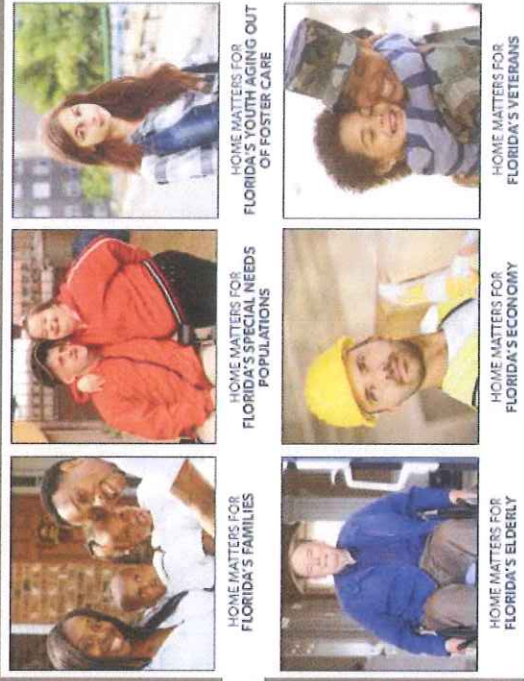 HOME MATTERS FOR
FLORIDA'S FAMILIES
HOME MATTERS FOR
FLORIDA'S SPECIAL NEEDS
POPULATIONS
HOME MATTERS FOR
FLORIDA'S YOUTH AGING OUT
OF FOSTER CARE
HOME MATTERS FOR
FLORIDA'S ELDERLY
HOME MATTERS FOR
FLORIDA'S ECONOMY
HOME MATTERS FOR
FLORIDA'S VETERANS